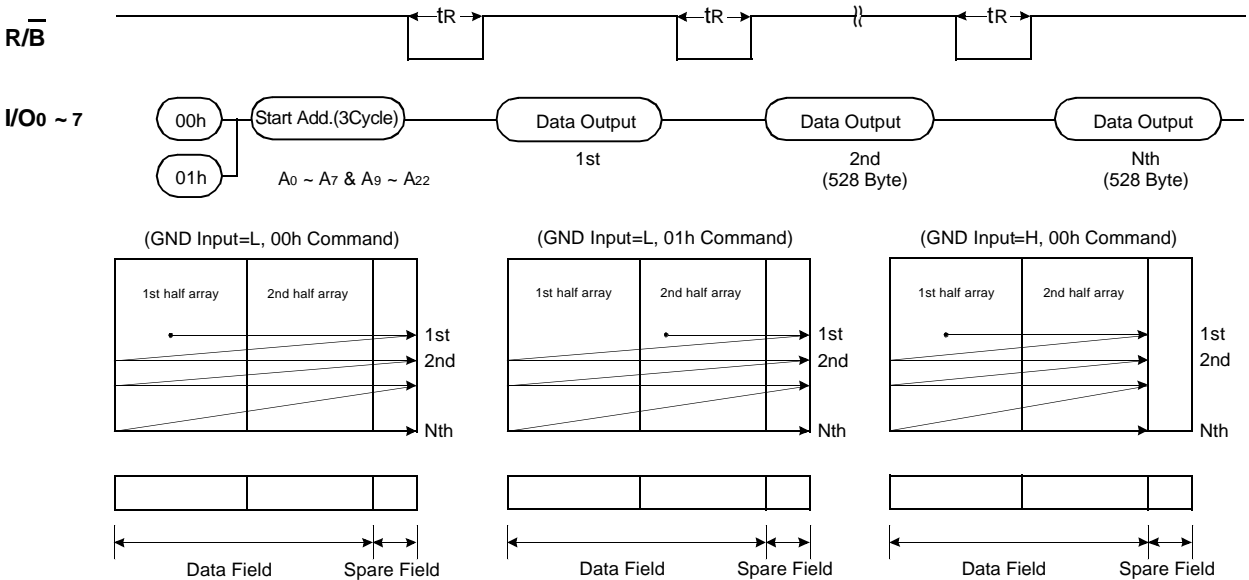 R/B tR tR tR
I/O0 ~ 7 00h Start Add.(3Cycle) Data Output Data Output Data Output
01h A0 ~ A7 & A9 ~ A22 1st 2nd Nth
(528 Byte) (528 Byte)
(GND Input=L, 00h Command) (GND Input=L, 01h Command) (GND Input=H, 00h Command)
1st half array 2nd half array 1st half array 2nd half array 1st half array 2nd half array
1st 1st 1st
2nd 2nd 2nd
Nth Nth Nth
Data Field Spare Field Data Field Spare Field Data Field Spare Field